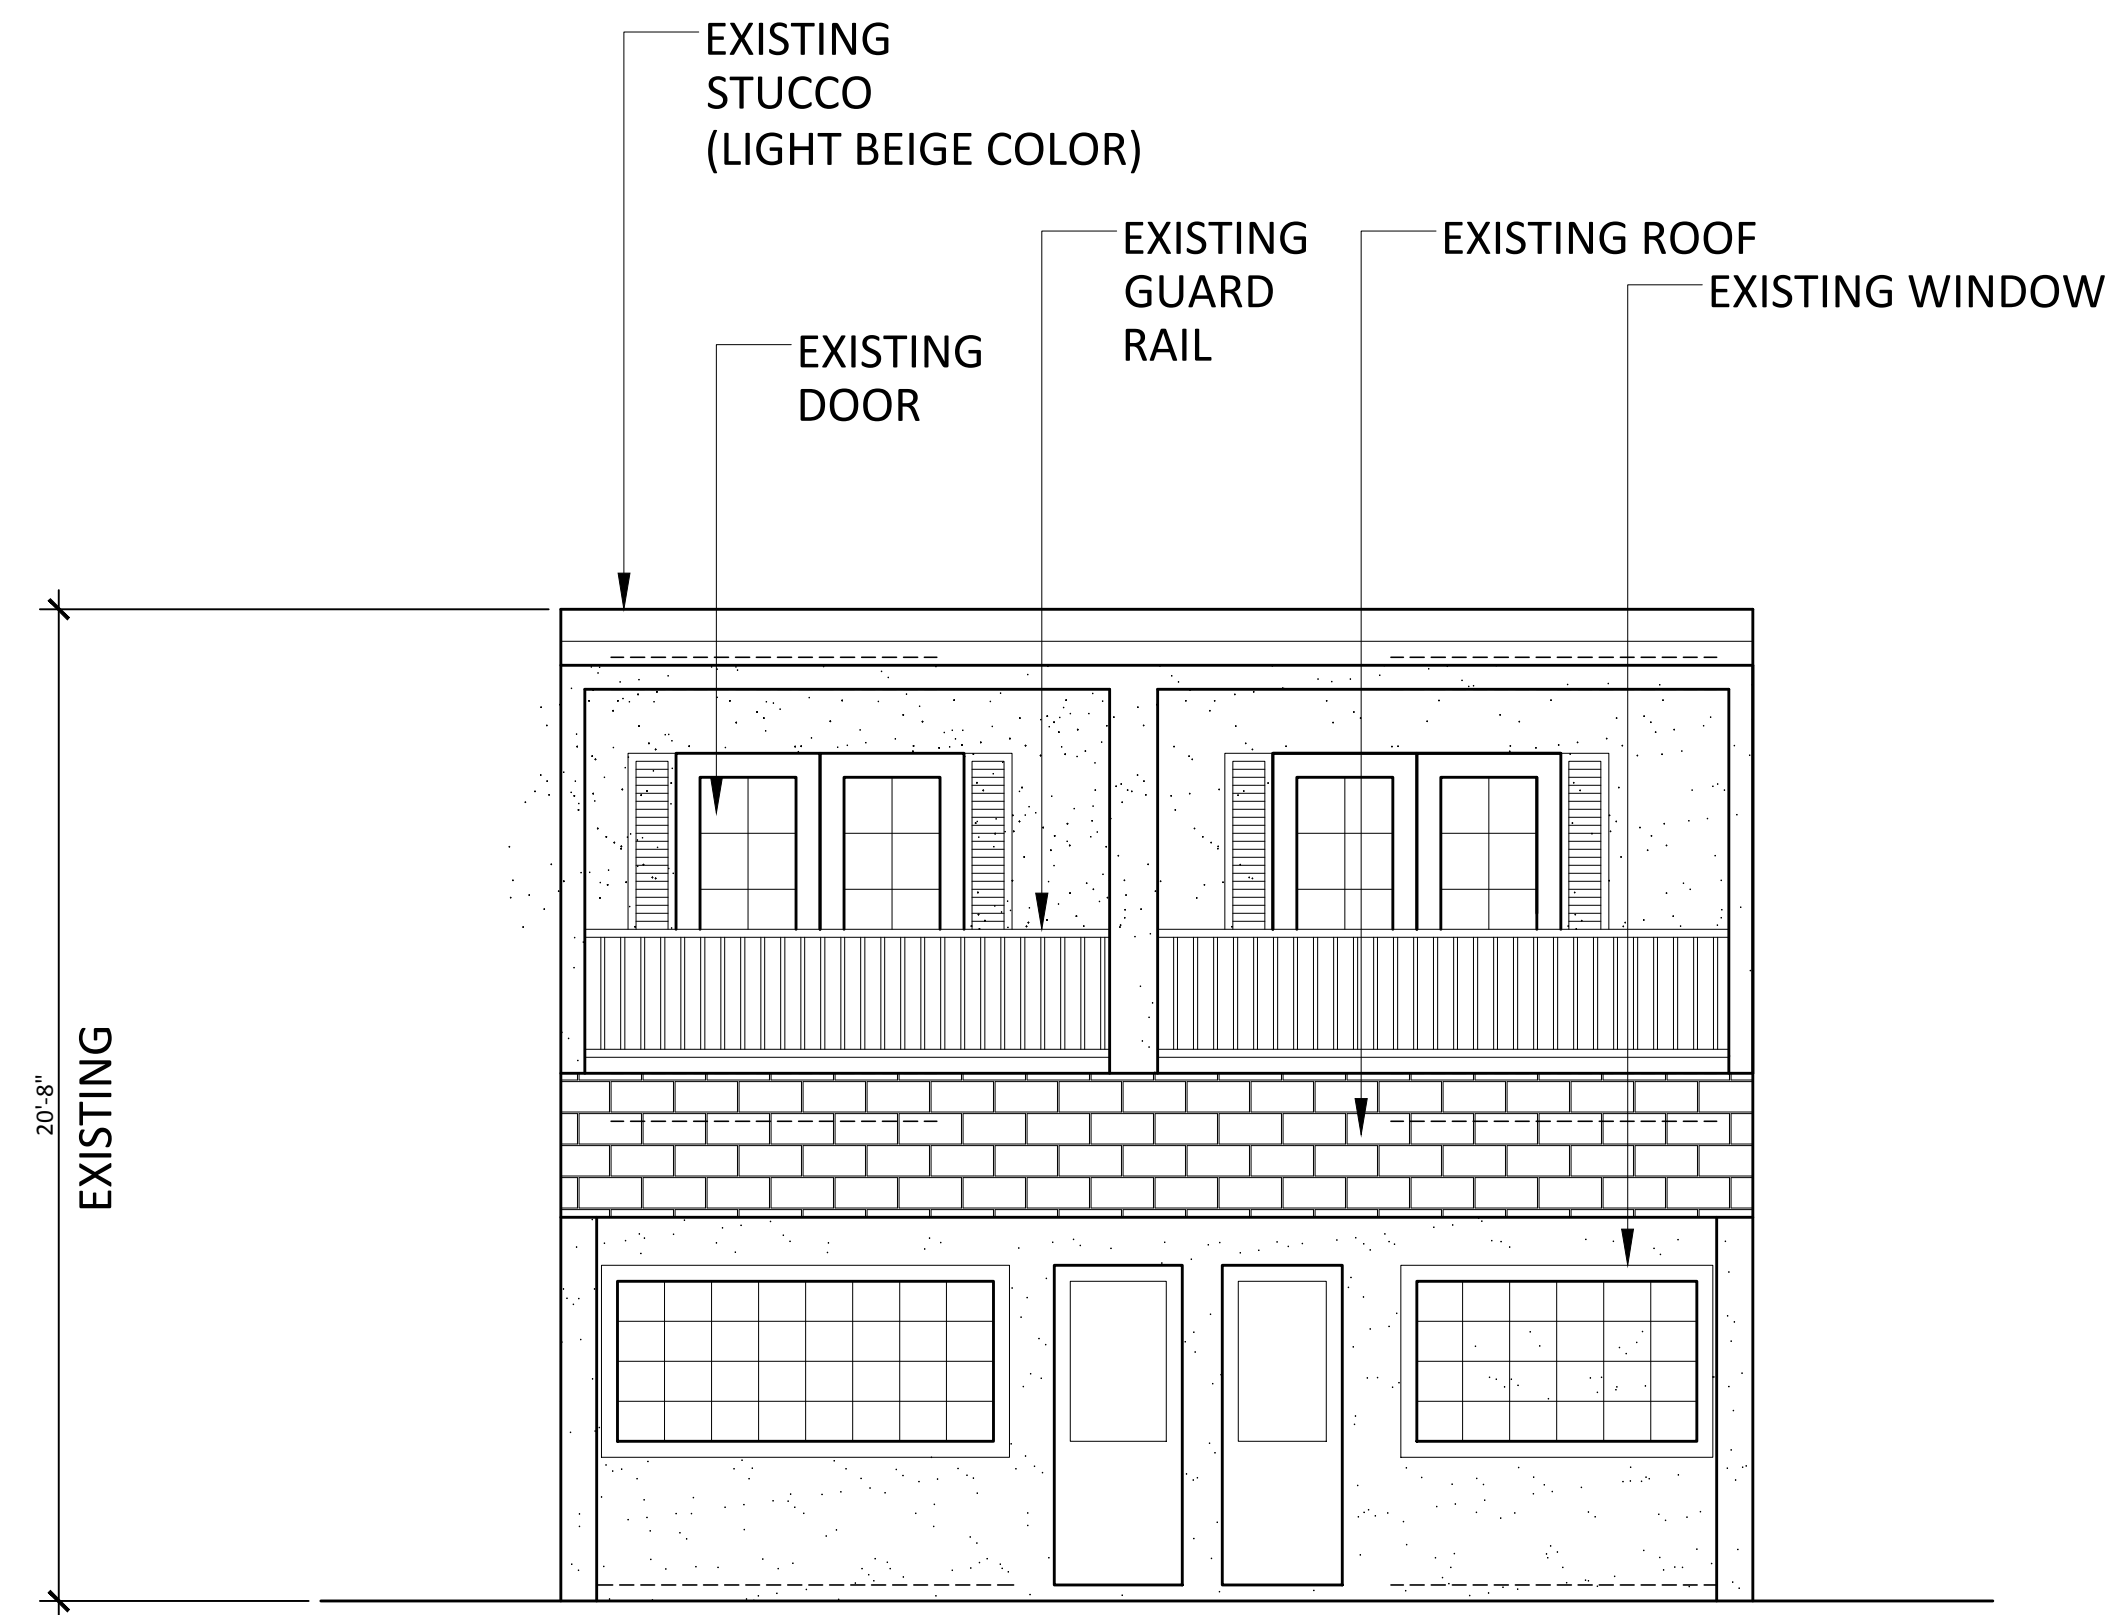 EXISTING
STUCCO
(LIGHT BEIGE COLOR)
EXISTING
GUARD
RAIL
EXISTING ROOF
EXISTING WINDOW
EXISTING
DOOR
20'-8"
EXISTING